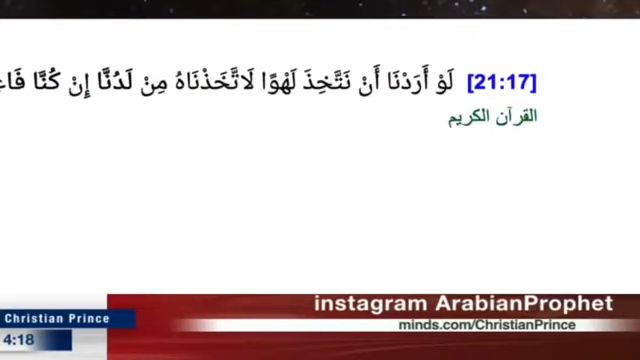 [21:17] لَوْ أَرَدْنَا أَنْ نَتَّخِذَ لَهْوًا لَاتَّخَذْنَاهُ مِنْ لَدُنَّا إِنْ كُنَّا
القرآن الكريم
instagram ArabianProphet
Christian Prince
minds.com/ChristianPrince
4:18